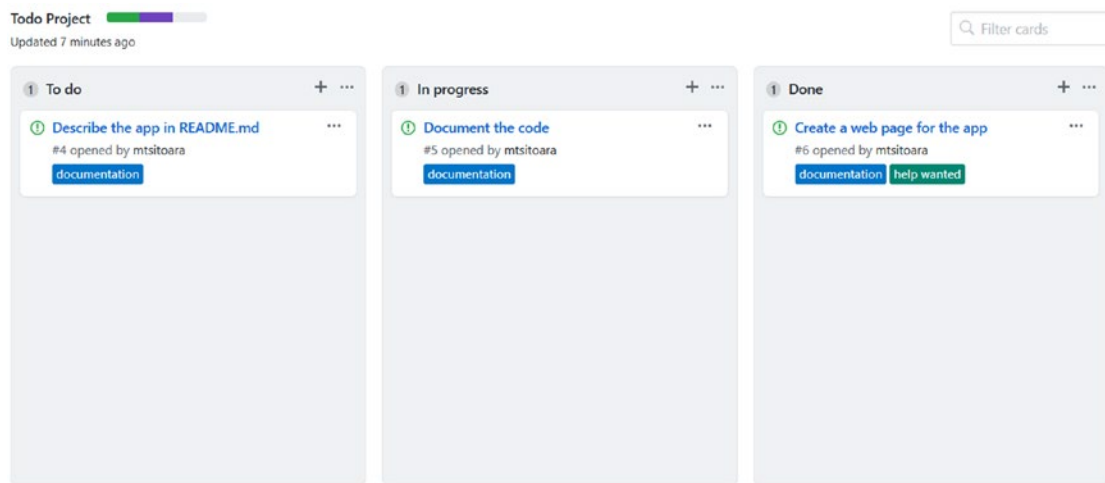 Todo Project
Updated 7 minutes ago
Filter cards
1 To do
Describe the app in README.md
#4 opened by mtsitoara
documentation
1 In progress
Document the code
#5 opened by mtsitoara
documentation
1 Done
Create a web page for the app
#6 opened by mtsitoara
documentation help wanted